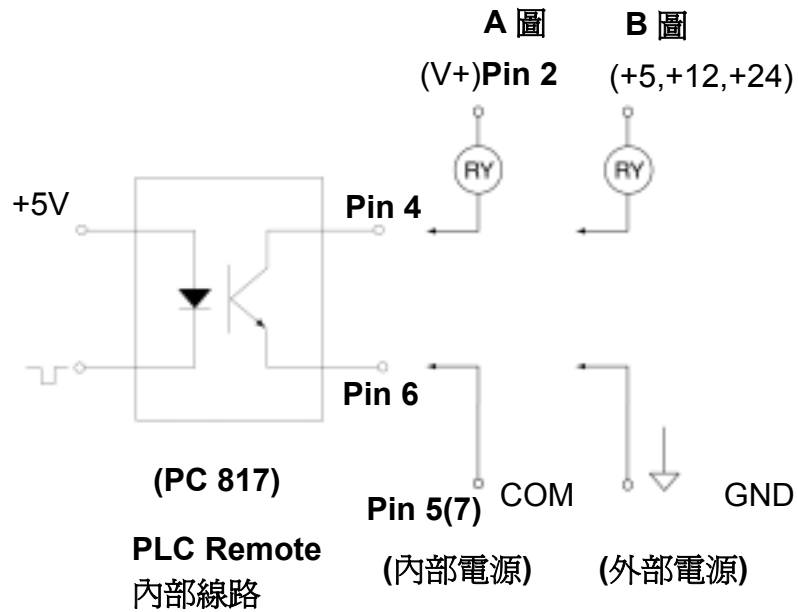 A 圖
B 圖
(V+)Pin 2
(+5,+12,+24)
RY
RY
+5V
Pin 4
Pin 6
(PC 817)
Pin 5(7)
COM
GND
PLC Remote
內部線路
(內部電源)
(外部電源)